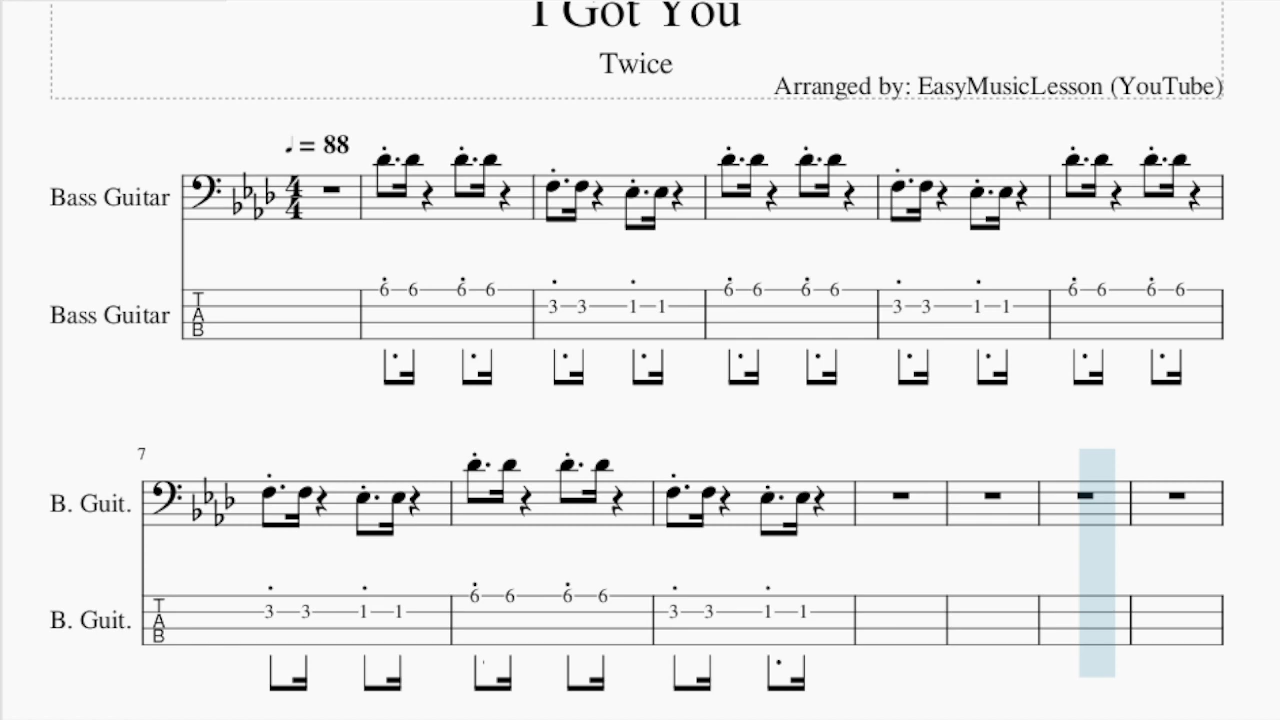 I Got You
Twice
Arranged by: EasyMusicLesson (YouTube)
♩ = 88
Bass Guitar
4
4
Bass Guitar
T
A
B
6 6 6 6 3 3 1 1 6 6 6 6 3 3 1 1 6 6 6 6
7
B. Guit.
B. Guit.
T
A
B
3 3 1 1 6 6 6 6 3 3 1 1